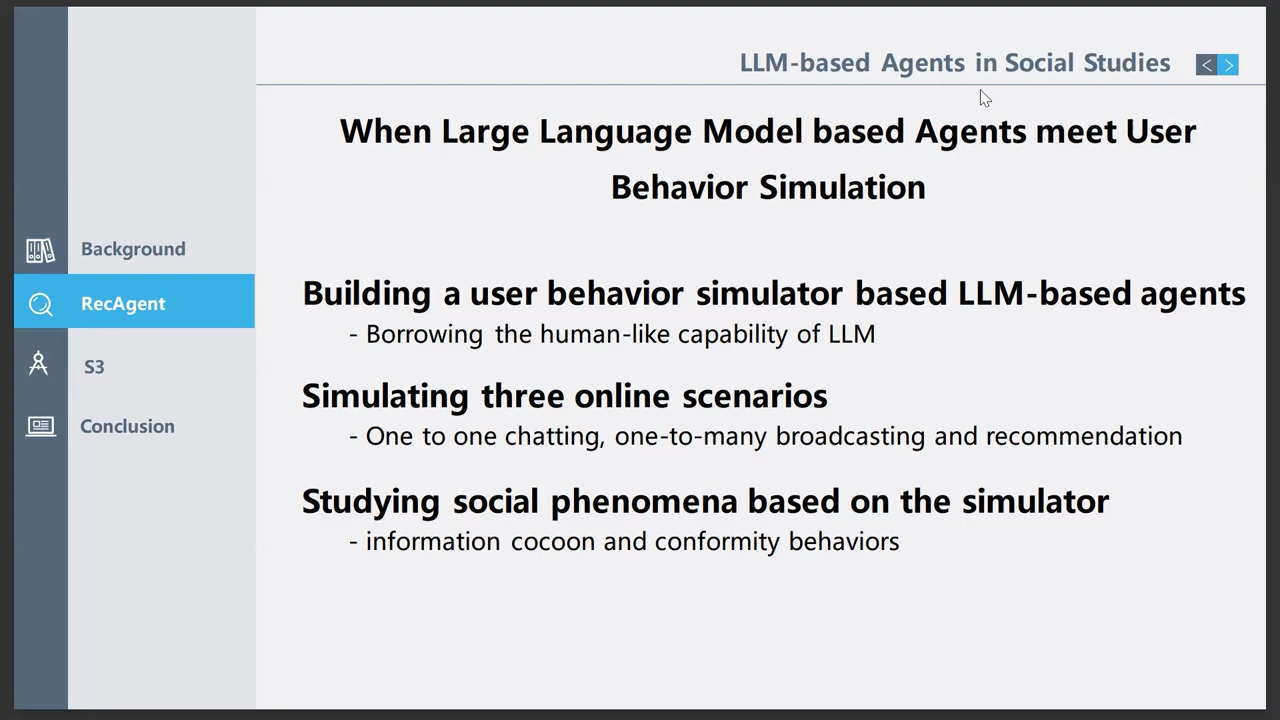 LLM-based Agents in Social Studies
When Large Language Model based Agents meet User
Behavior Simulation
Background
RecAgent
S3
Conclusion
Building a user behavior simulator based LLM-based agents
- Borrowing the human-like capability of LLM
Simulating three online scenarios
- One to one chatting, one-to-many broadcasting and recommendation
Studying social phenomena based on the simulator
- information cocoon and conformity behaviors